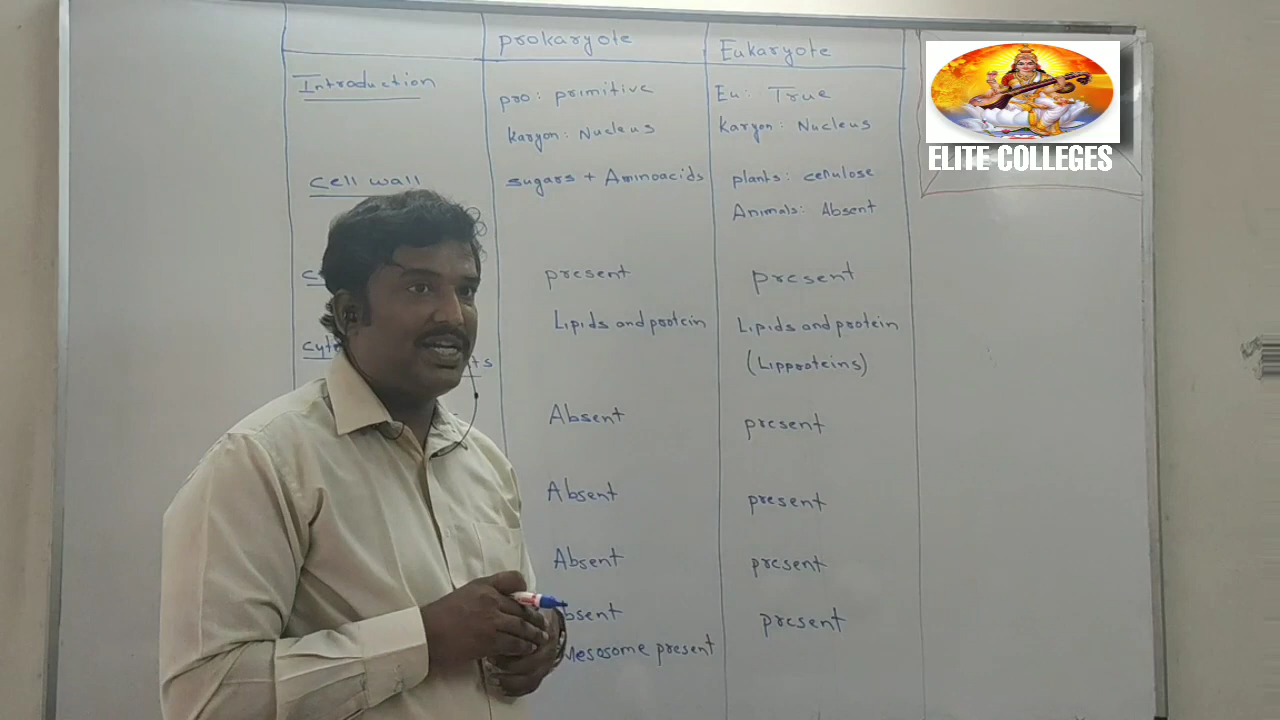 prokaryote
Eukaryote
Introduction
pro: primitive
Eu: True
Karyon: Nucleus
Karyon: Nucleus
Cell wall
sugars + Aminoacids
plants: cellulose
Animals: Absent
present
present
Lipids and protein
Lipids and protein
(Lipproteins)
Absent
present
Absent
present
Absent
present
bsent
present
Mesosome present
ELITE COLLEGES